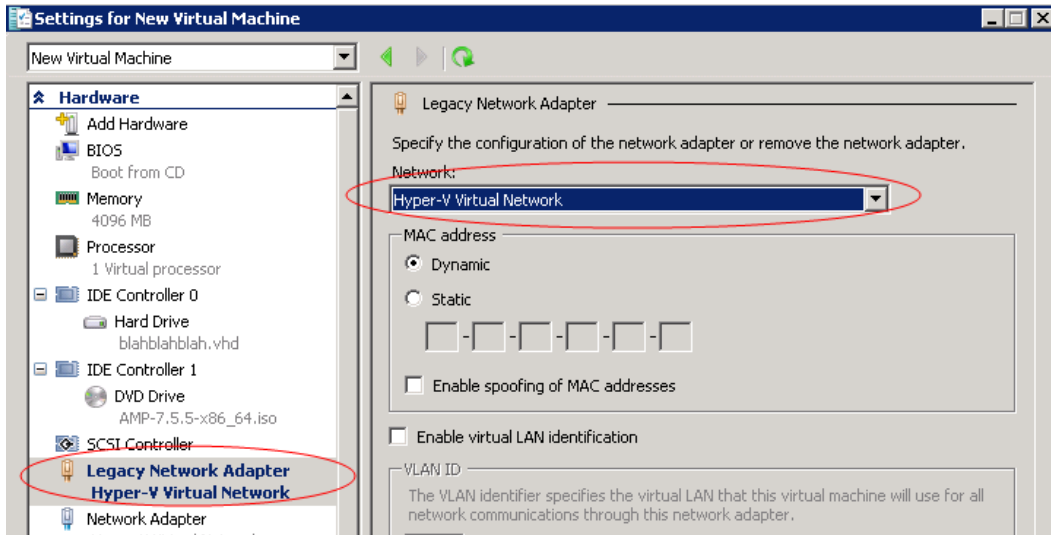 Settings for New Virtual Machine
New Virtual Machine
Hardware
Add Hardware
BIOS
Boot from CD
Memory
4096 MB
Processor
1 Virtual processor
IDE Controller 0
Hard Drive
blahblahblah.vhd
IDE Controller 1
DVD Drive
AMP-7.5.5-x86_64.iso
SCSI Controller
Legacy Network Adapter
Hyper-V Virtual Network
Network Adapter
Legacy Network Adapter
Specify the configuration of the network adapter or remove the network adapter.
Network:
Hyper-V Virtual Network
MAC address
Dynamic
Static
- - - - -
Enable spoofing of MAC addresses
Enable virtual LAN identification
VLAN ID
The VLAN identifier specifies the virtual LAN that this virtual machine will use for all
network communications through this network adapter.